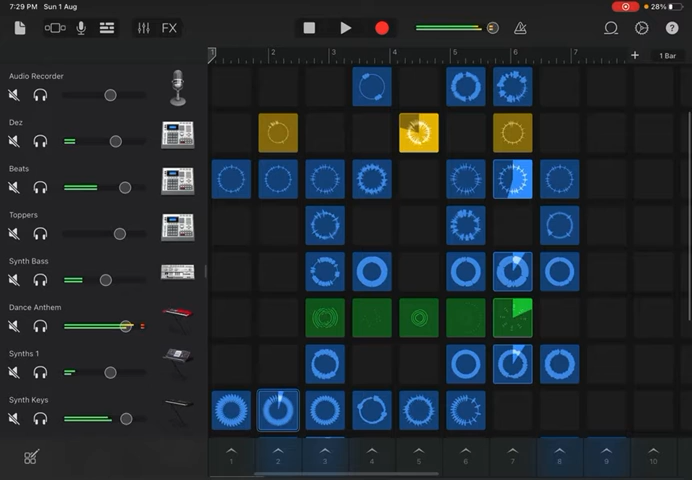 7:29 PM Sun 1 Aug
28%
FX
1 2 3 4 5 6 7
1 Bar
Audio Recorder
Dez
Beats
Toppers
Synth Bass
Dance Anthem
Synths 1
Synth Keys
1 2 3 4 5 6 7 8 9 10